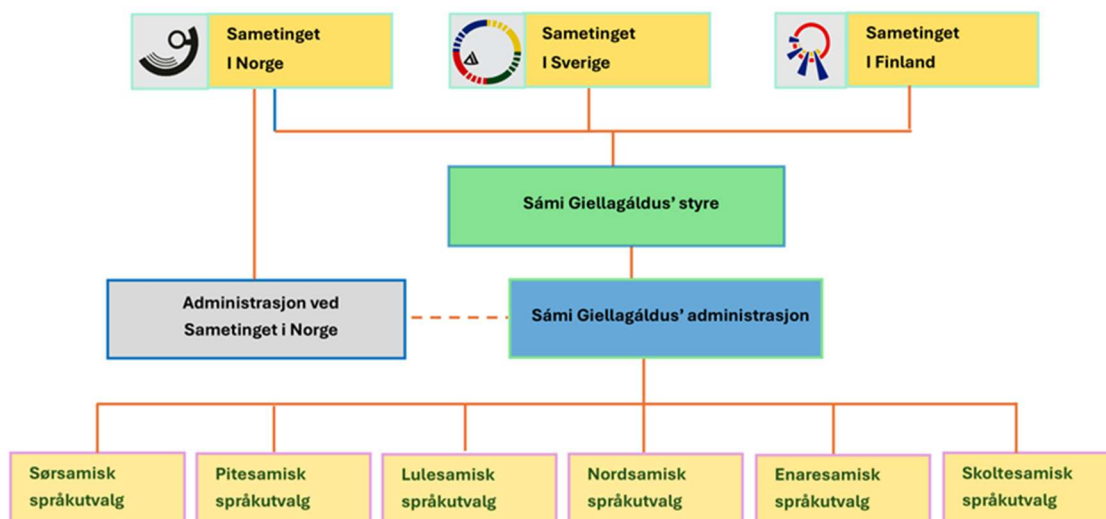 Sametinget
I Norge
Sametinget
I Sverige
Sametinget
I Finland
Sámi Giellagáldus’ styre
Administrasjon ved
Sametinget i Norge
Sámi Giellagáldus’ administrasjon
Sørsamisk
språkutvalg
Pitesamisk
språkutvalg
Lulesamisk
språkutvalg
Nordsamisk
språkutvalg
Enaresamisk
språkutvalg
Skoltesamisk
språkutvalg